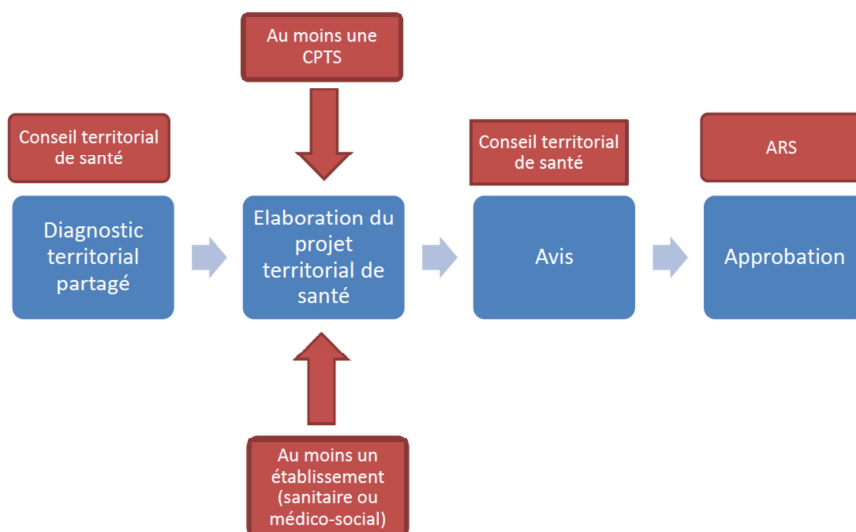 Au moins une
CPTS
Conseil territorial
de santé
Conseil territorial
de santé
ARS
Diagnostic
territorial
partagé
Elaboration du
projet
territorial de
santé
Avis
Approbation
Au moins un
établissement
(sanitaire ou
médico-social)